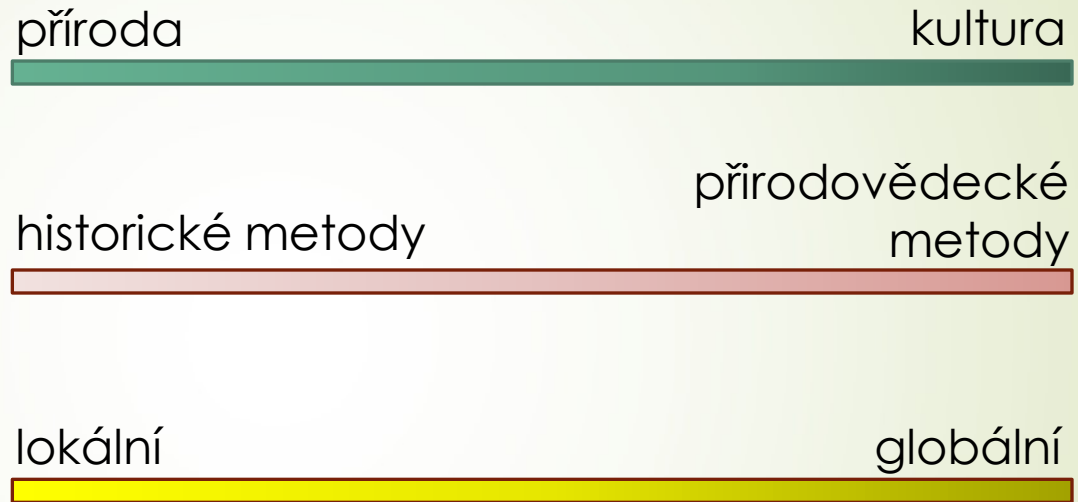 příroda kultura
přirodovědecké
historické metody metody
lokální globální